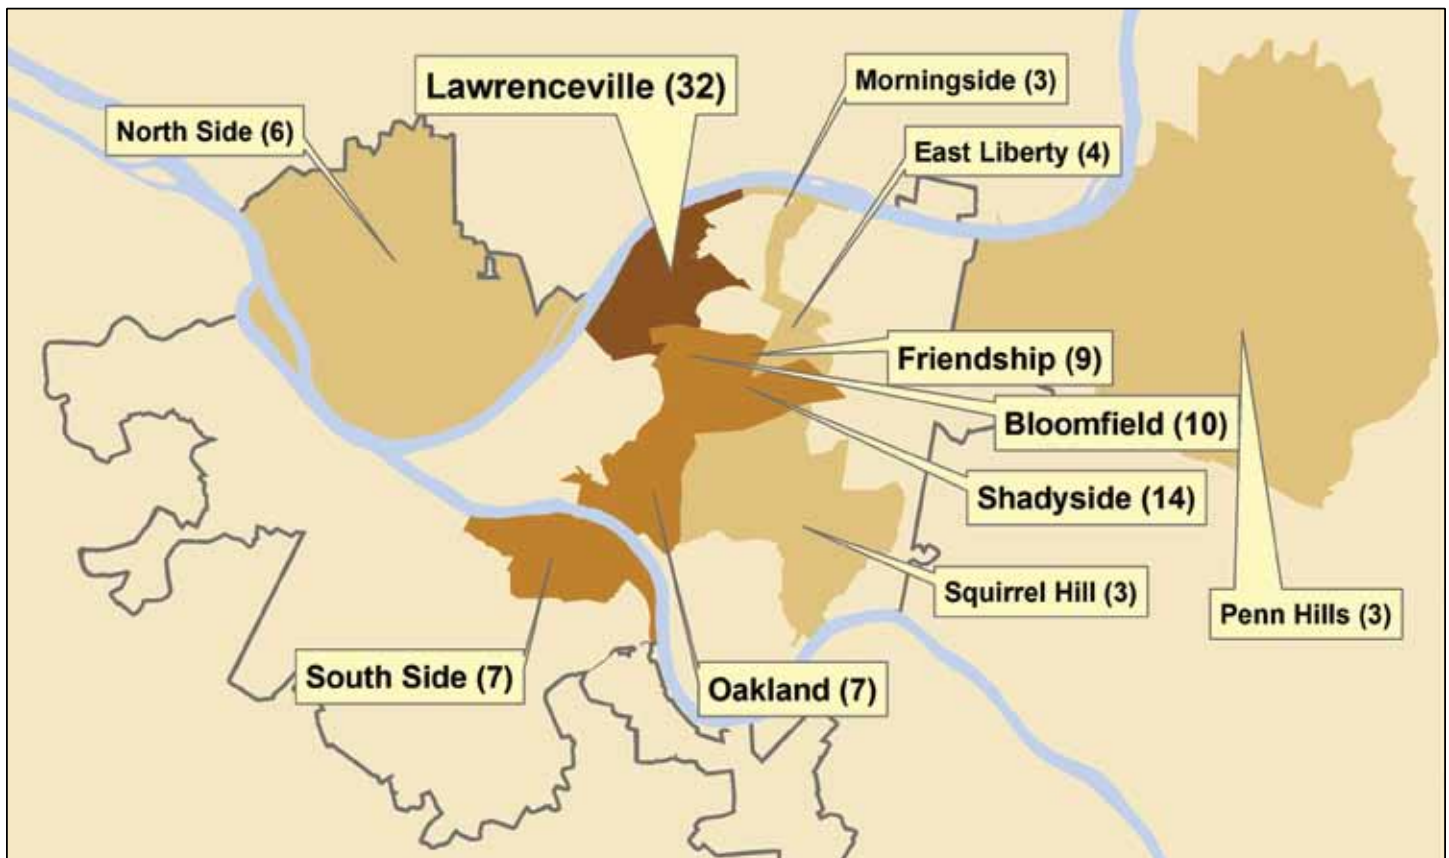 Lawrenceville (32)
Morningside (3)
North Side (6)
East Liberty (4)
Friendship (9)
Bloomfield (10)
Shadyside (14)
Squirrel Hill (3)
Penn Hills (3)
South Side (7)
Oakland (7)